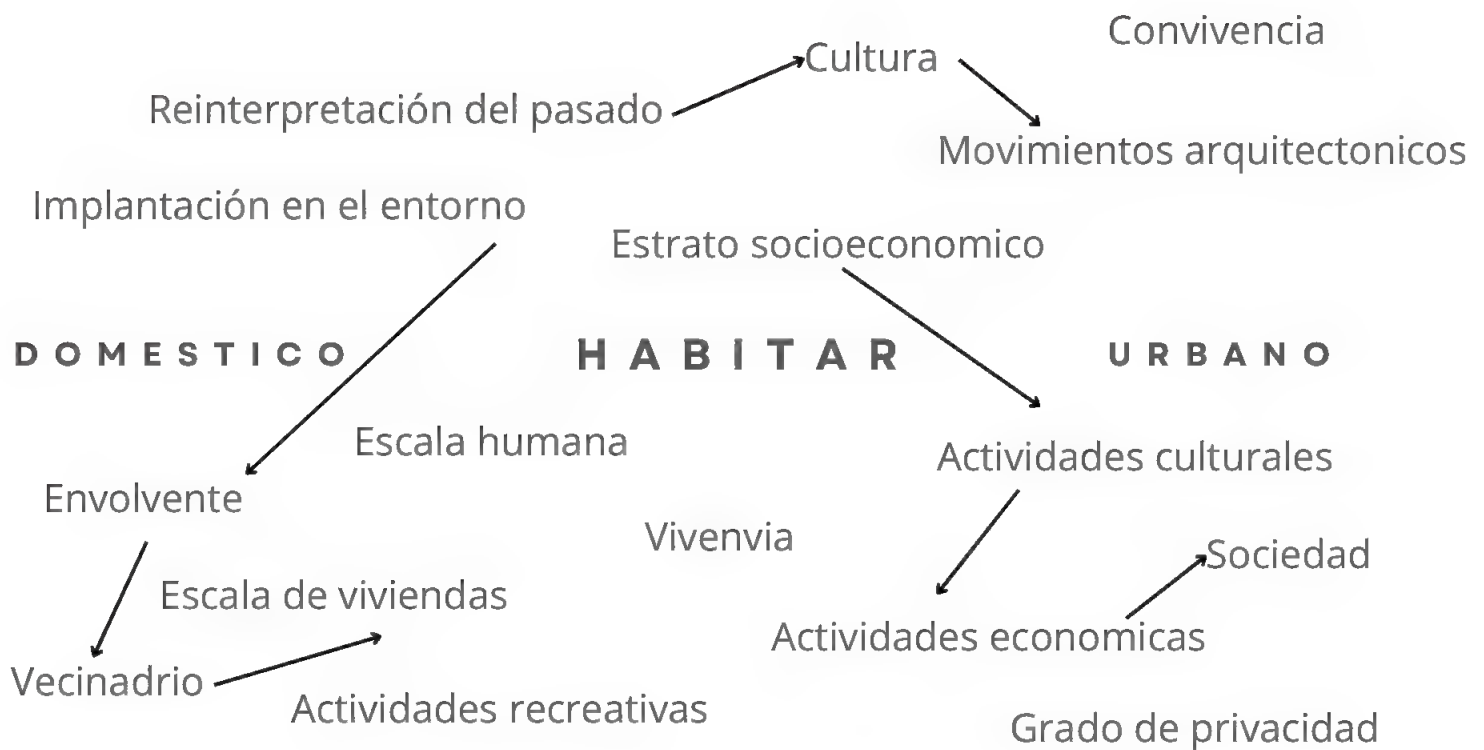 Convivencia
Cultura
Reinterpretación del pasado
Movimientos arquitectonicos
Implantación en el entorno
Estrato socioeconomico
DOMESTICO
HABITAR
URBANO
Escala humana
Actividades culturales
Envolvente
Vivenvia
Sociedad
Escala de viviendas
Actividades economicas
Vecinadrio
Actividades recreativas
Grado de privacidad